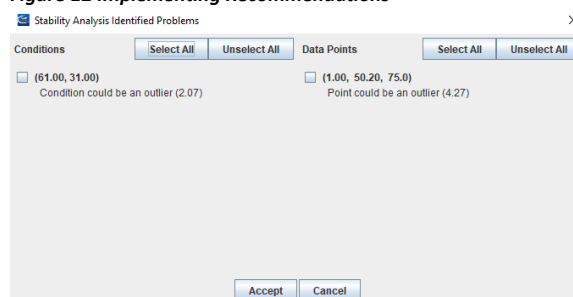 Figure 22 Implementing Recommendations
Stability Analysis Identified Problems
Conditions Select All Unselect All Data Points Select All Unselect All
(61.00, 31.00) (1.00, 50.20, 75.0)
Condition could be an outlier (2.07) Point could be an outlier (4.27)
Accept Cancel